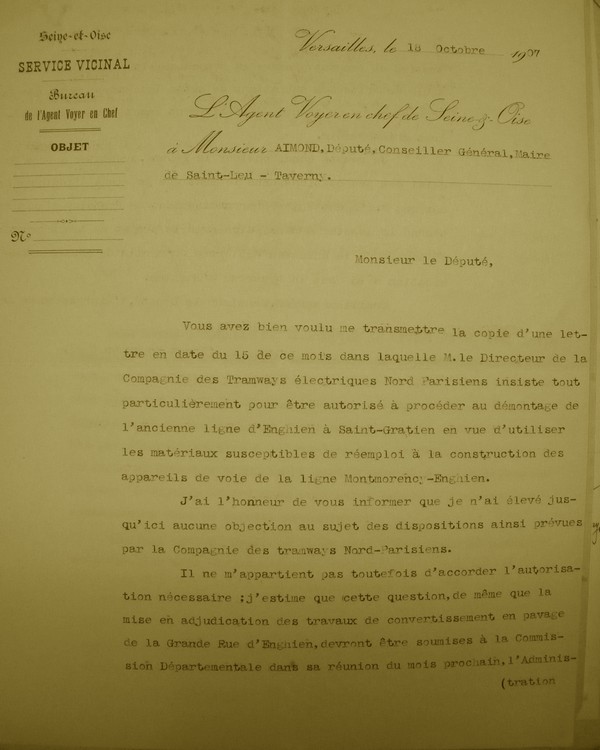 Seine-et-Oise
SERVICE VICINAL
Bureau
de l'Agent Voyer en Chef
OBJET
N°
Versailles, le 18 Octobre 1907
L'Agent Voyer en chef de Seine & Oise
à Monsieur AIMOND, Député, Conseiller Général, Maire
de Saint-Leu - Taverny.
Monsieur le Député,
Vous avez bien voulu me transmettre la copie d'une let-
tre en date du 15 de ce mois dans laquelle M.le Directeur de la
Compagnie des Tramways électriques Nord Parisiens insiste tout
particulièrement pour être autorisé à procéder au démontage de
l'ancienne ligne d'Enghien à Saint-Gratien en vue d'utiliser
les matériaux susceptibles de réemploi à la construction des
appareils de voie de la ligne Montmorency-Enghien.
J'ai l'honneur de vous informer que je n'ai élevé jus-
qu'ici aucune objection au sujet des dispositions ainsi prévues
par la Compagnie des tramways Nord-Parisiens.
Il ne m'appartient pas toutefois d'accorder l'autorisa-
tion nécessaire ;j'estime que cette question,de même que la
mise en adjudication des travaux de convertissement en pavage
de la Grande Rue d'Enghien,devront être soumises à la Commis-
sion Départementale dans sa réunion du mois prochain,l'Adminis-
(tration